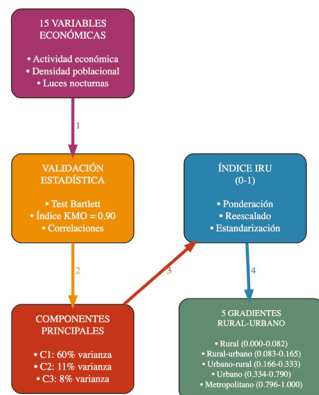 15 VARIABLES
ECONÓMICAS
• Actividad económica
• Densidad poblacional
• Luces nocturnas
1
VALIDACIÓN
ESTADÍSTICA
• Test Bartlett
• Índice KMO = 0.90
• Correlaciones
2
COMPONENTES
PRINCIPALES
• C1: 60% varianza
• C2: 11% varianza
• C3: 8% varianza
3
ÍNDICE IRU
(0-1)
• Ponderación
• Reescalado
• Estandarización
4
5 GRADIENTES
RURAL-URBANO
• Rural (0.000-0.082)
• Rural-urbano (0.083-0.165)
• Urbano-rural (0.166-0.333)
• Urbano (0.334-0.790)
• Metropolitano (0.796-1.000)